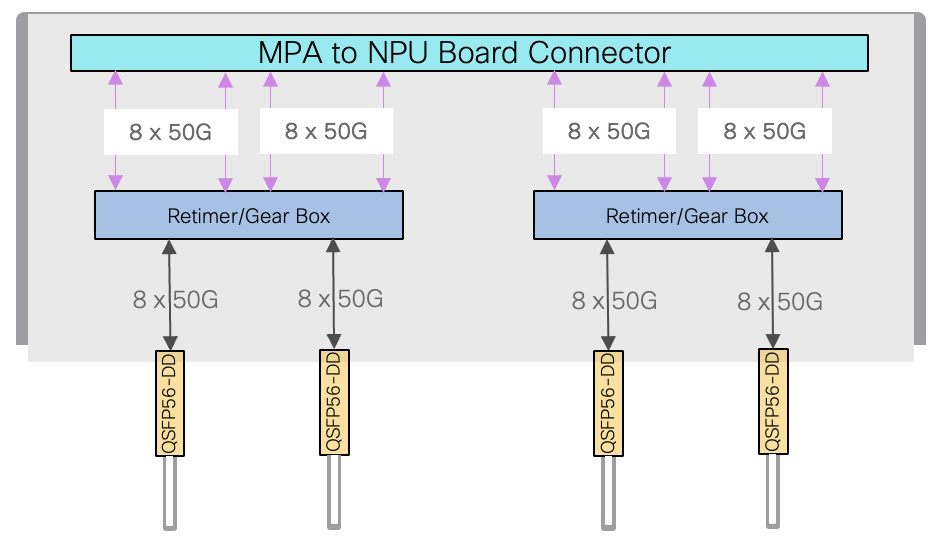 MPA to NPU Board Connector
8 x 50G
8 x 50G
8 x 50G
8 x 50G
Retimer/Gear Box
Retimer/Gear Box
8 x 50G
8 x 50G
8 x 50G
8 x 50G
QSFP56-DD
QSFP56-DD
QSFP56-DD
QSFP56-DD